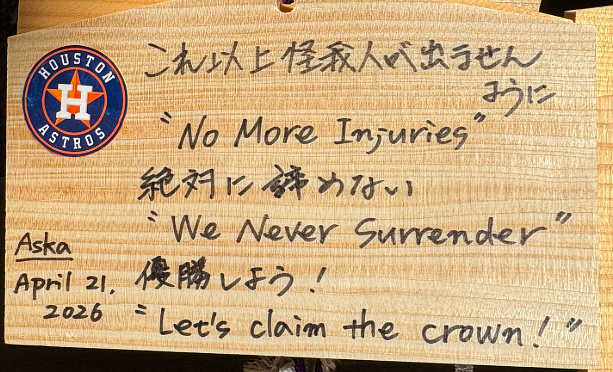 HOUSTON
H
ASTROS
これ以上怪我人が出ません
ように
"No More Injuries"
絶対に諦めない
"We Never Surrender"
Aska
April 21,
2026
優勝しよう!
"Let's claim the crown!"